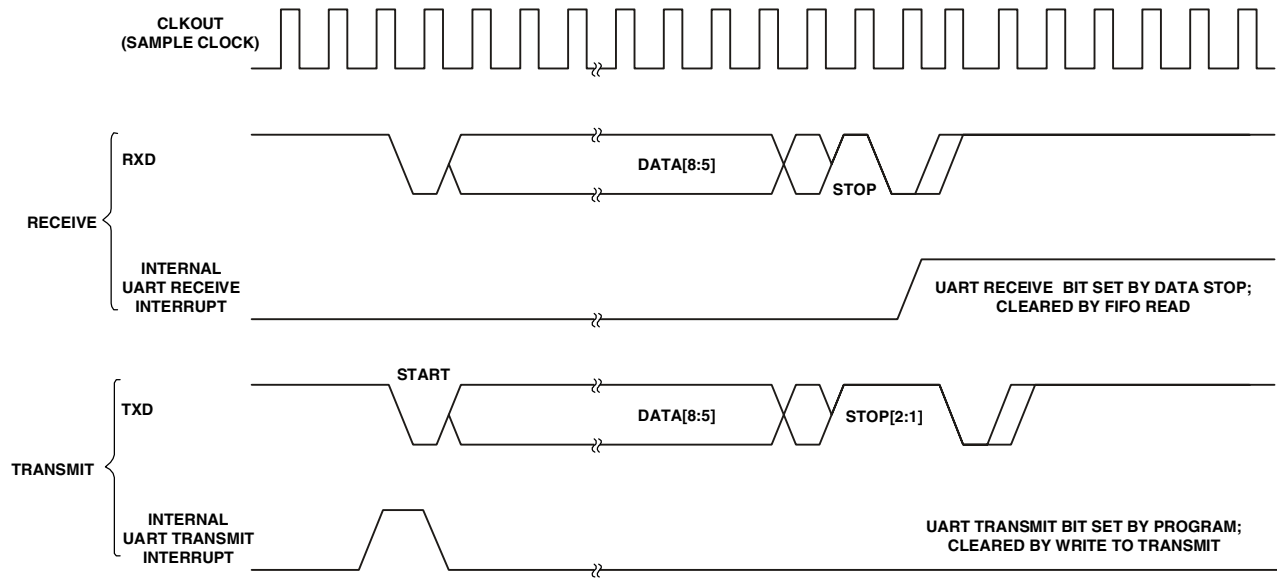 CLKOUT
(SAMPLE CLOCK)
RXD
DATA[8:5]
STOP
RECEIVE
INTERNAL
UART RECEIVE
INTERRUPT
UART RECEIVE BIT SET BY DATA STOP;
CLEARED BY FIFO READ
START
TXD
DATA[8:5]
STOP[2:1]
TRANSMIT
INTERNAL
UART TRANSMIT
INTERRUPT
UART TRANSMIT BIT SET BY PROGRAM;
CLEARED BY WRITE TO TRANSMIT